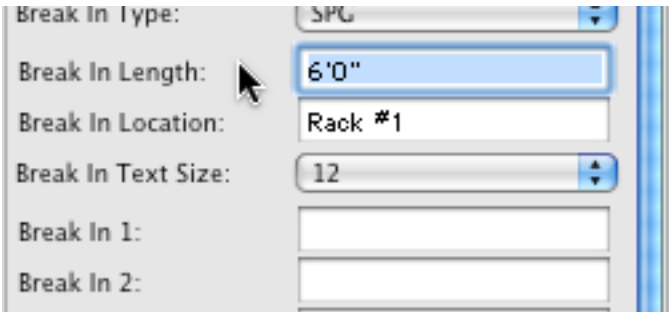 Break In Type: SPG
Break In Length: 6'0"
Break In Location: Rack #1
Break In Text Size: 12
Break In 1:
Break In 2: